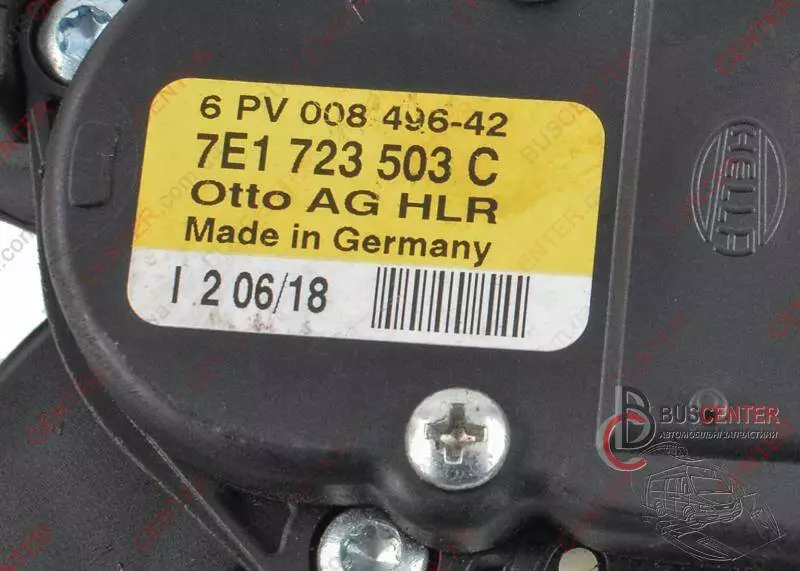 6 PV 008 496-42
7E1 723 503 C
Otto AG HLR
Made in Germany
I 2 06/18
HELLA
BUSCENTER
АВТОМОБІЛЬНІ ЗАПЧАСТИНИ